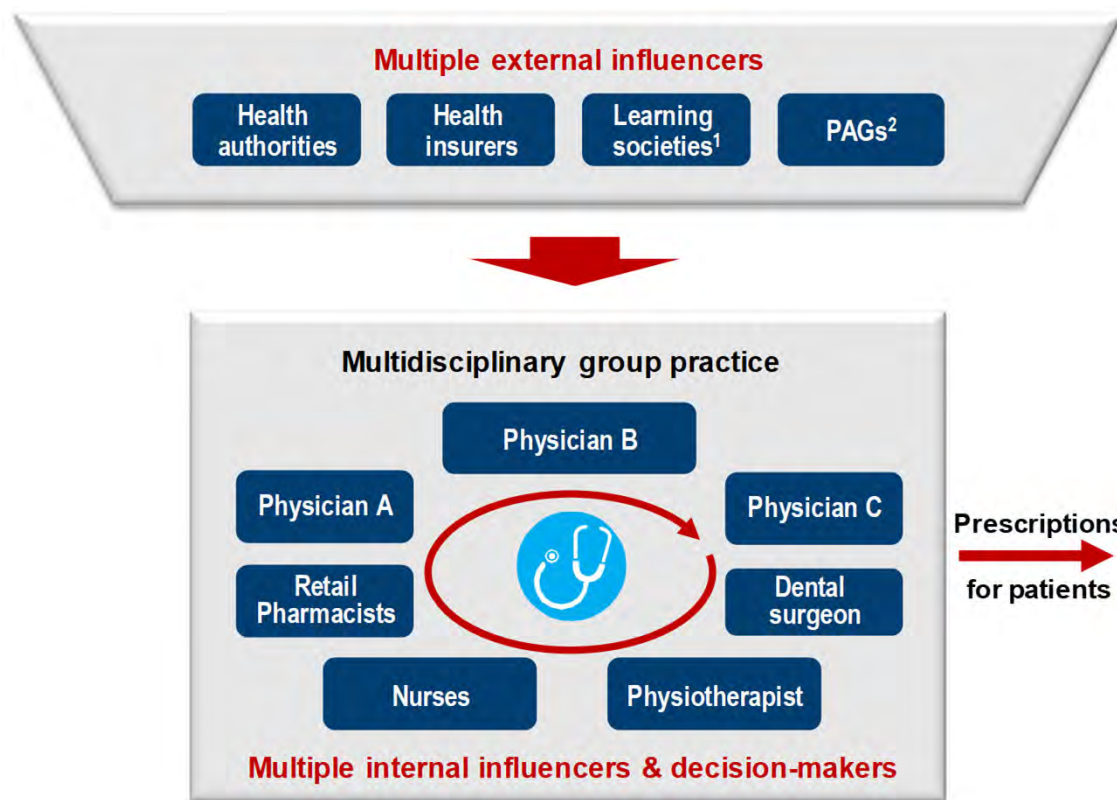 Multiple external influencers
Health
authorities
Health
insurers
Learning
societies¹
PAGs²
Multidisciplinary group practice
Physician B
Physician A
Physician C
Retail
Pharmacists
Dental
surgeon
Nurses
Physiotherapist
Multiple internal influencers & decision-makers
Prescriptions
for patients